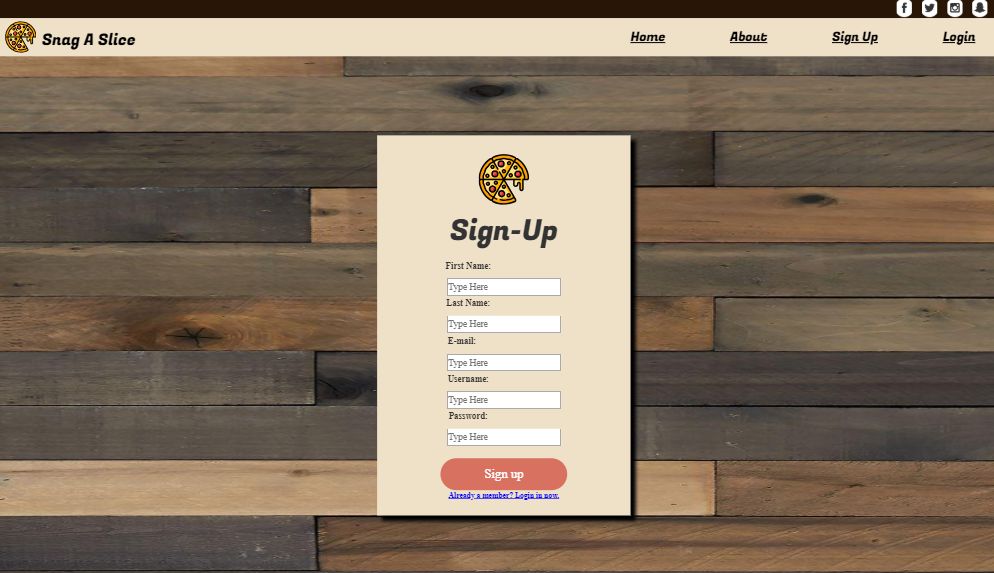 Snag A Slice
Home About Sign Up Login
Sign-Up
First Name:
Type Here
Last Name:
Type Here
E-mail:
Type Here
Username:
Type Here
Password:
Type Here
Sign up
Already a member? Login in now.